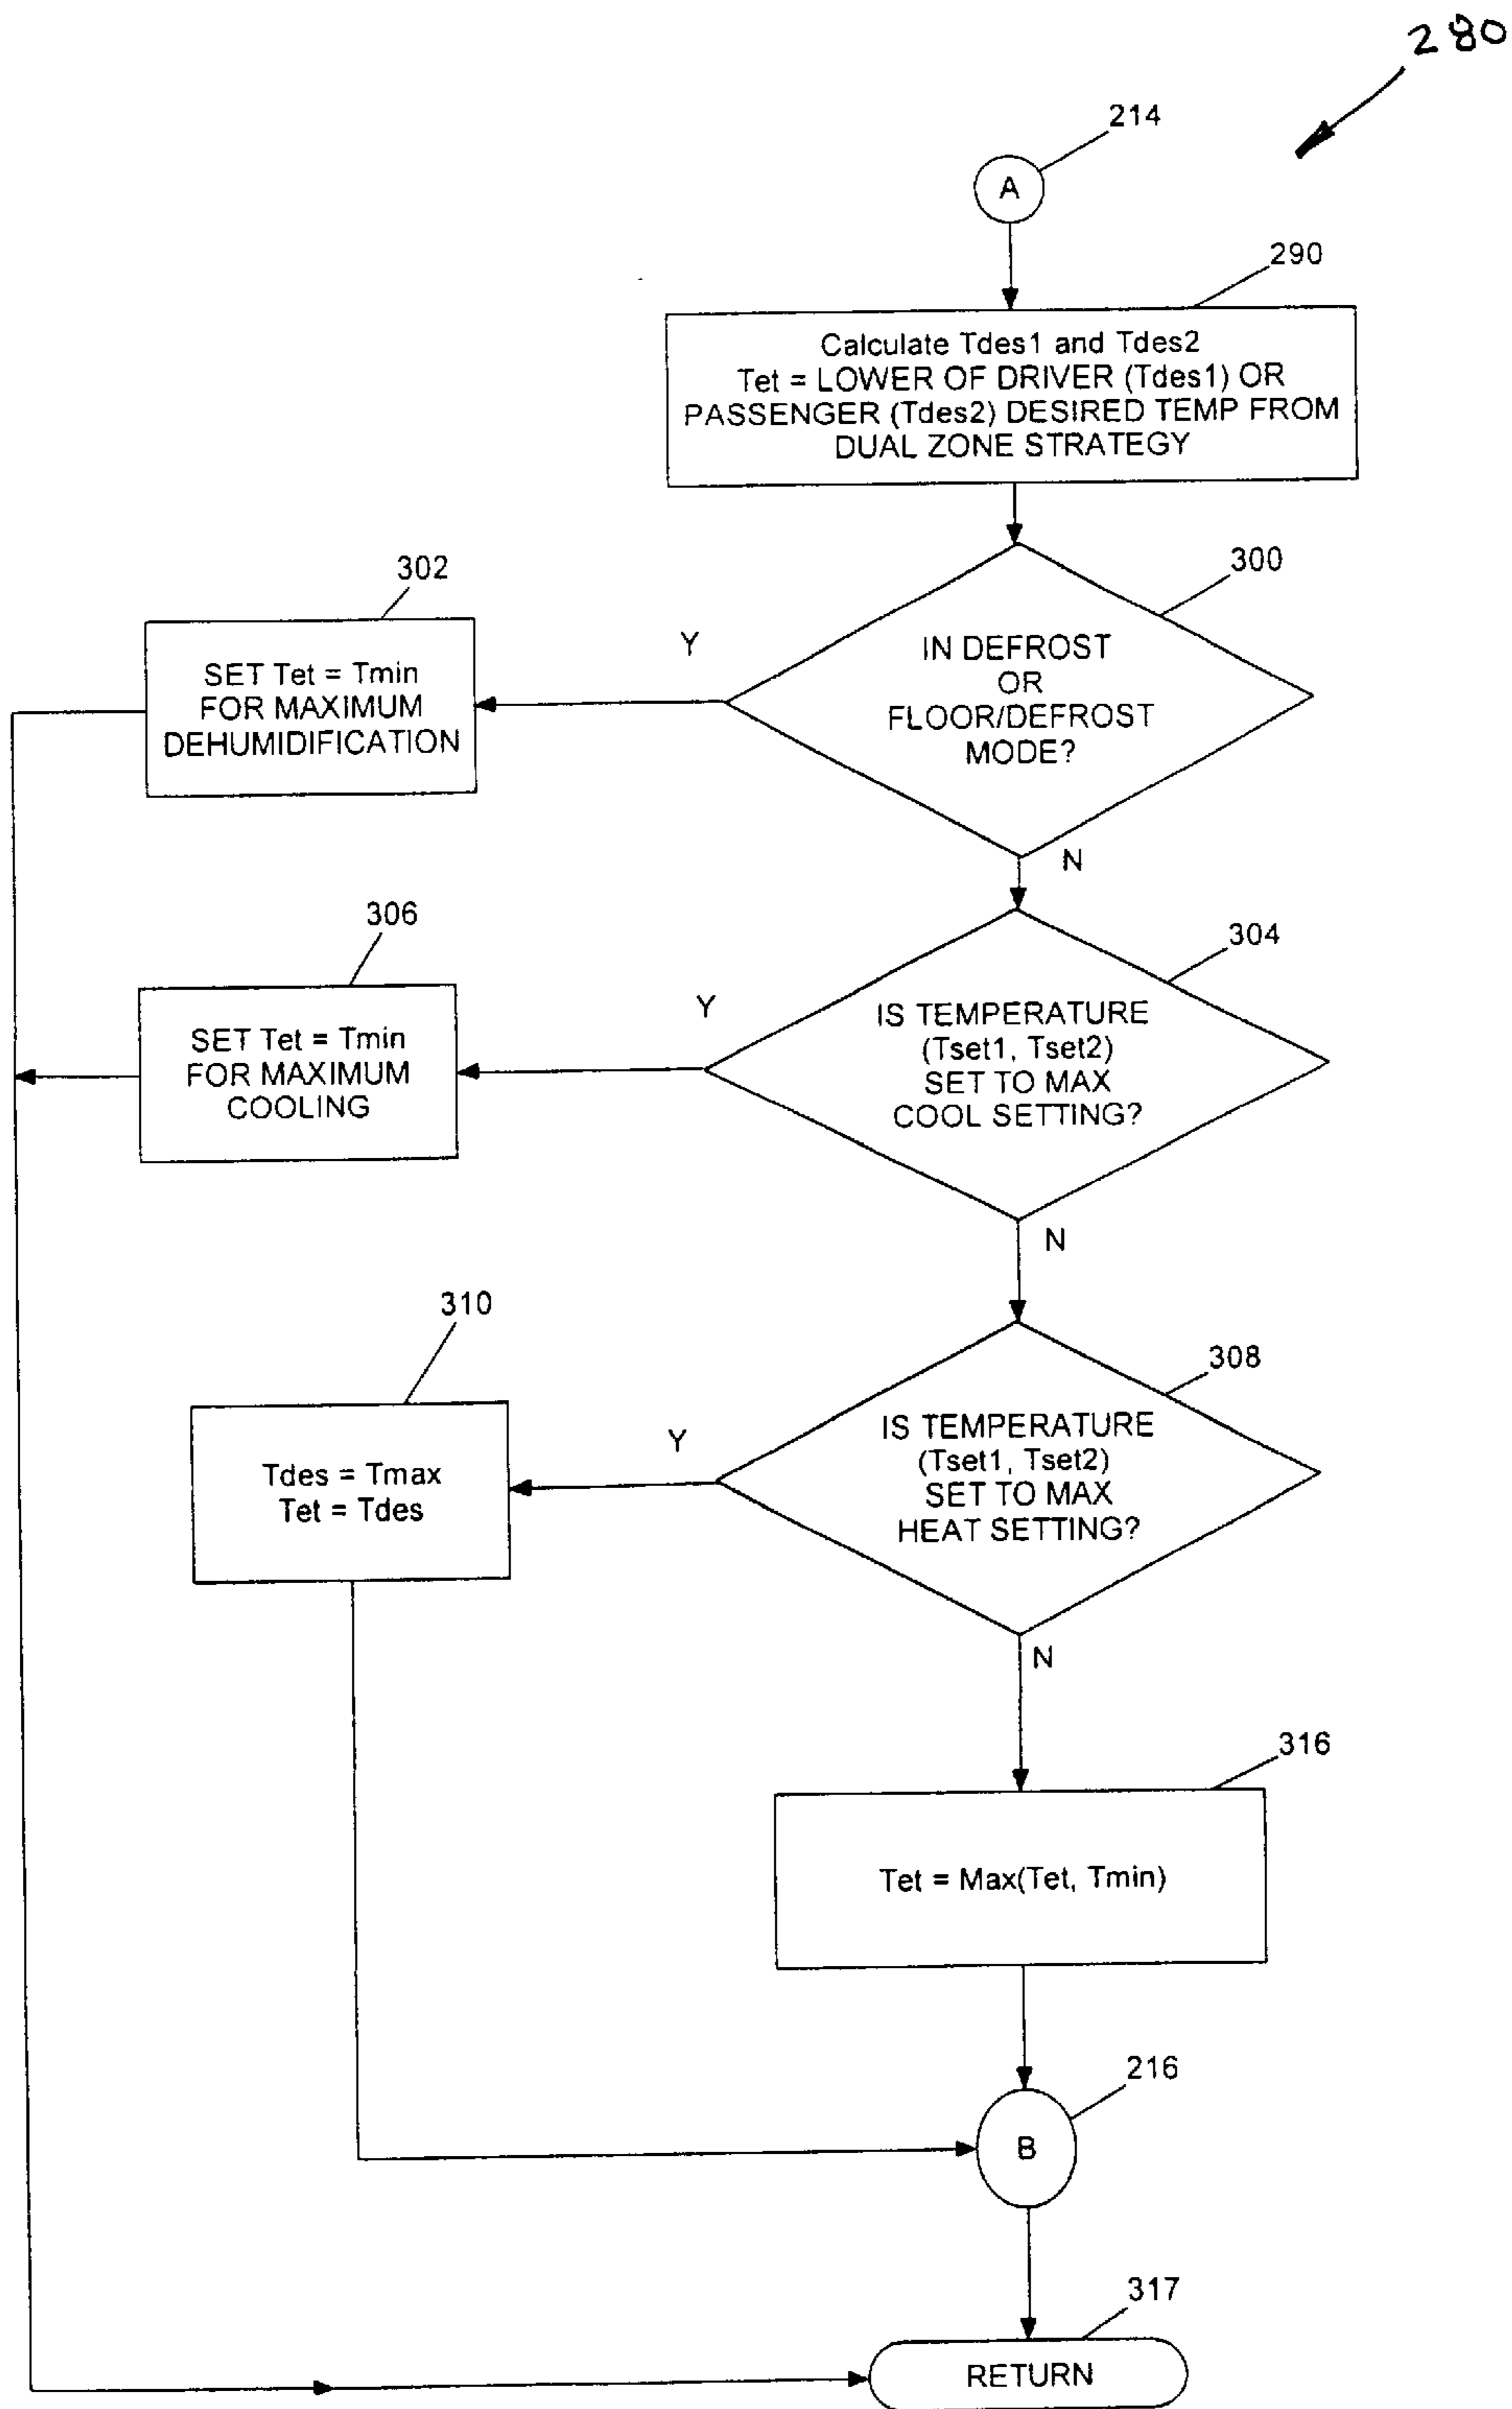 280
214
A
290
Calculate Tdes1 and Tdes2
Tet = LOWER OF DRIVER (Tdes1) OR
PASSENGER (Tdes2) DESIRED TEMP FROM
DUAL ZONE STRATEGY
302
SET Tet = Tmin
FOR MAXIMUM
DEHUMIDIFICATION
Y
300
IN DEFROST
OR
FLOOR/DEFROST
MODE?
N
306
SET Tet = Tmin
FOR MAXIMUM
COOLING
Y
304
IS TEMPERATURE
(Tset1, Tset2)
SET TO MAX
COOL SETTING?
N
310
Tdes = Tmax
Tet = Tdes
Y
308
IS TEMPERATURE
(Tset1, Tset2)
SET TO MAX
HEAT SETTING?
N
316
Tet = Max(Tet, Tmin)
216
B
317
RETURN